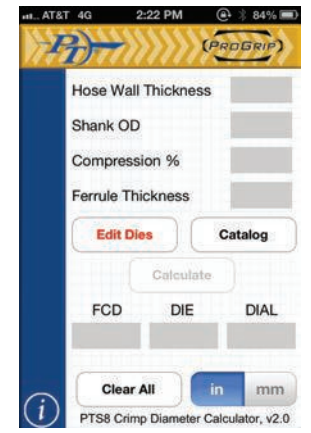 AT&T 4G 2:22 PM 84%
PT (PROGRIP)
Hose Wall Thickness
Shank OD
Compression %
Ferrule Thickness
Edit Dies Catalog
Calculate
FCD DIE DIAL
Clear All in mm
i PTS8 Crimp Diameter Calculator, v2.0